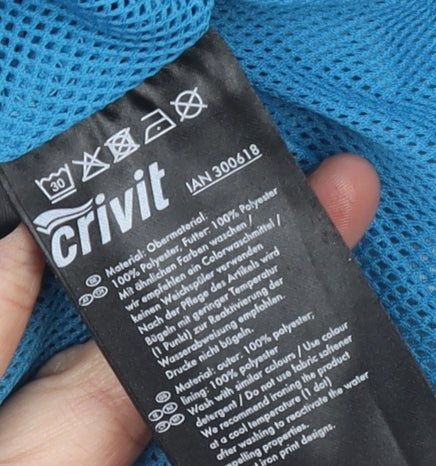 30
crivit
IAN 300618
Material: Obermaterial:
100% Polyester, Futter: 100% Polyester
Mit ähnlichen Farben waschen /
wir empfehlen ein Colorwaschmittel /
keinen Weichspüler verwenden
Nach der Pflege des Artikels wird
Bügeln mit geringer Temperatur
(1 Punkt) zur Reaktivierung der
Wasserabweisung empfohlen.
Drucke nicht bügeln.
Material: outer: 100% polyester;
lining: 100% polyester
Wash with similar colours / Use colour
detergent / Do not use fabric softener
We recommend ironing the product
at a cool temperature (1 dot)
after washing to reactivate the water
repelling properties.
iron print designs.